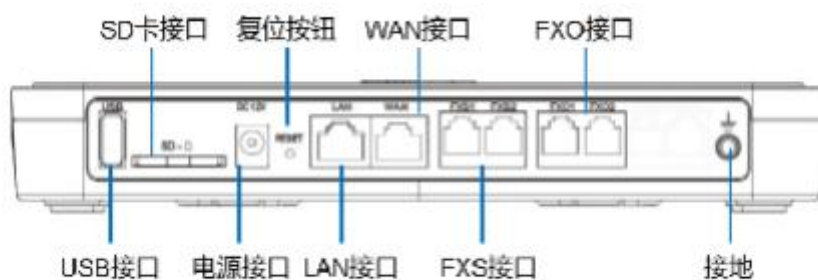 SD卡接口 复位按钮 WAN接口 FXO接口
USB DC 12V LAN WAN FXS1 FXS2 FXO1 FXO2
RESET
SD
USB接口 电源接口 LAN接口 FXS接口 接地